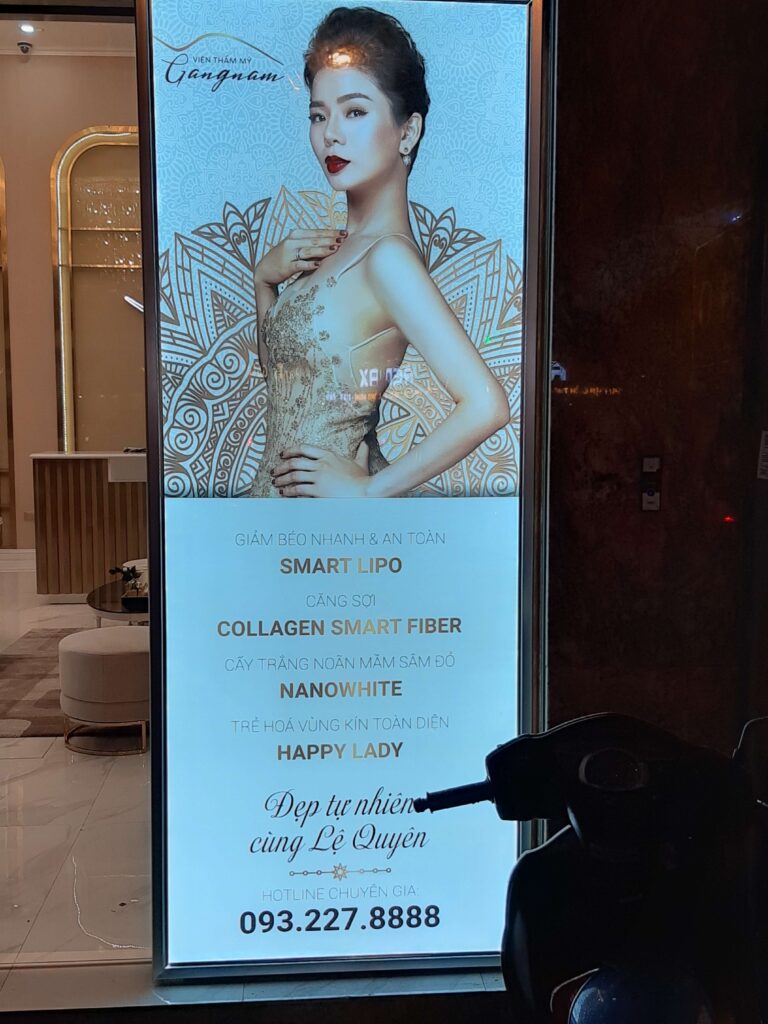 VIỆN THẨM MỸ
Gangnam
GIẢM BÉO NHANH & AN TOÀN
SMART LIPO
CĂNG SỢI
COLLAGEN SMART FIBER
CẤY TRẮNG NOÃN MẦM SÂM ĐỎ
NANOWHITE
TRẺ HOÁ VÙNG KÍN TOÀN DIỆN
HAPPY LADY
Đẹp tự nhiên
cùng Lệ Quyên
HOTLINE CHUYÊN GIA:
093.227.8888